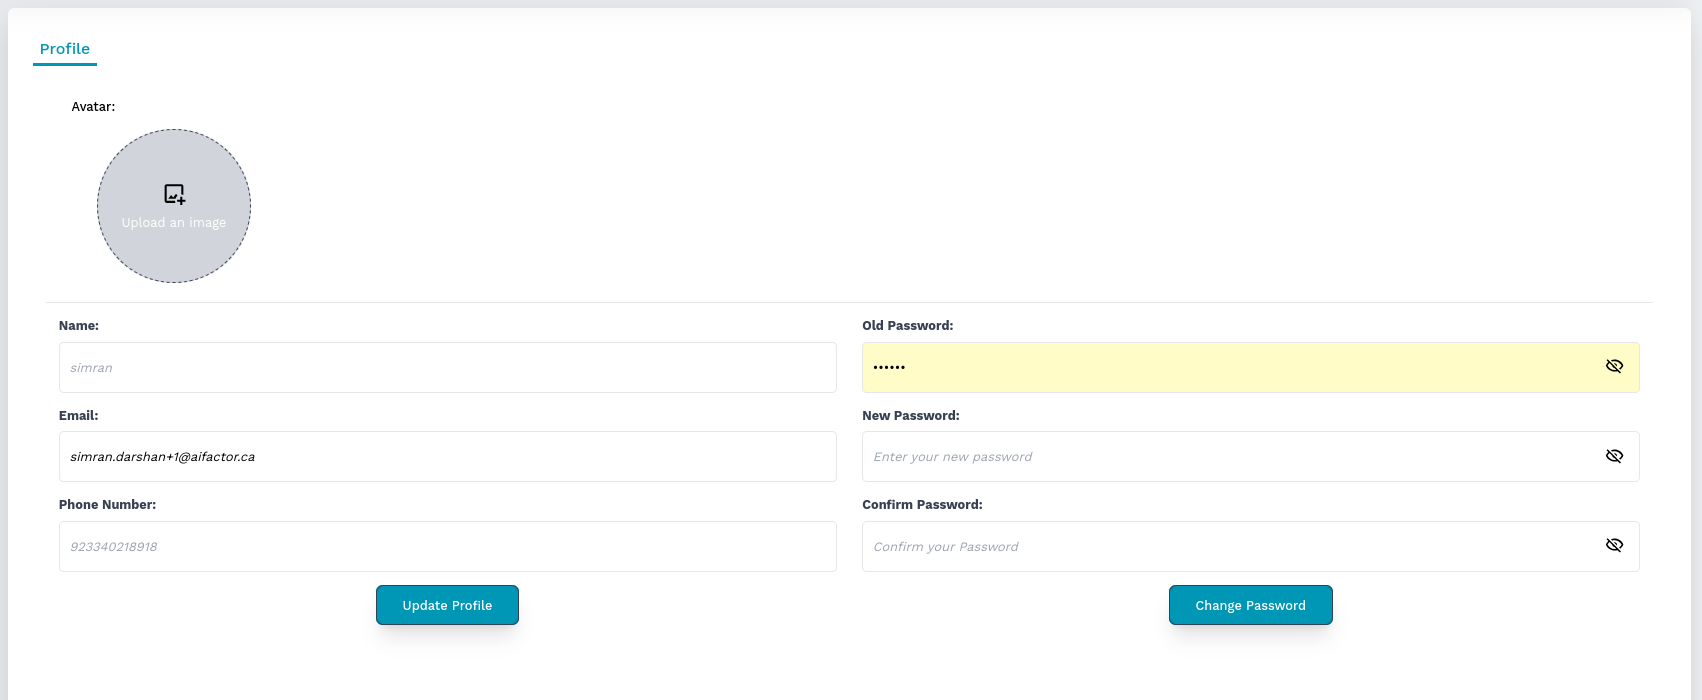 Profile
Avatar:
Upload an image
Name:
simran
Email:
simran.darshan+1@aifactor.ca
Phone Number:
923340218918
Update Profile
Old Password:
••••••
New Password:
Enter your new password
Confirm Password:
Confirm your Password
Change Password